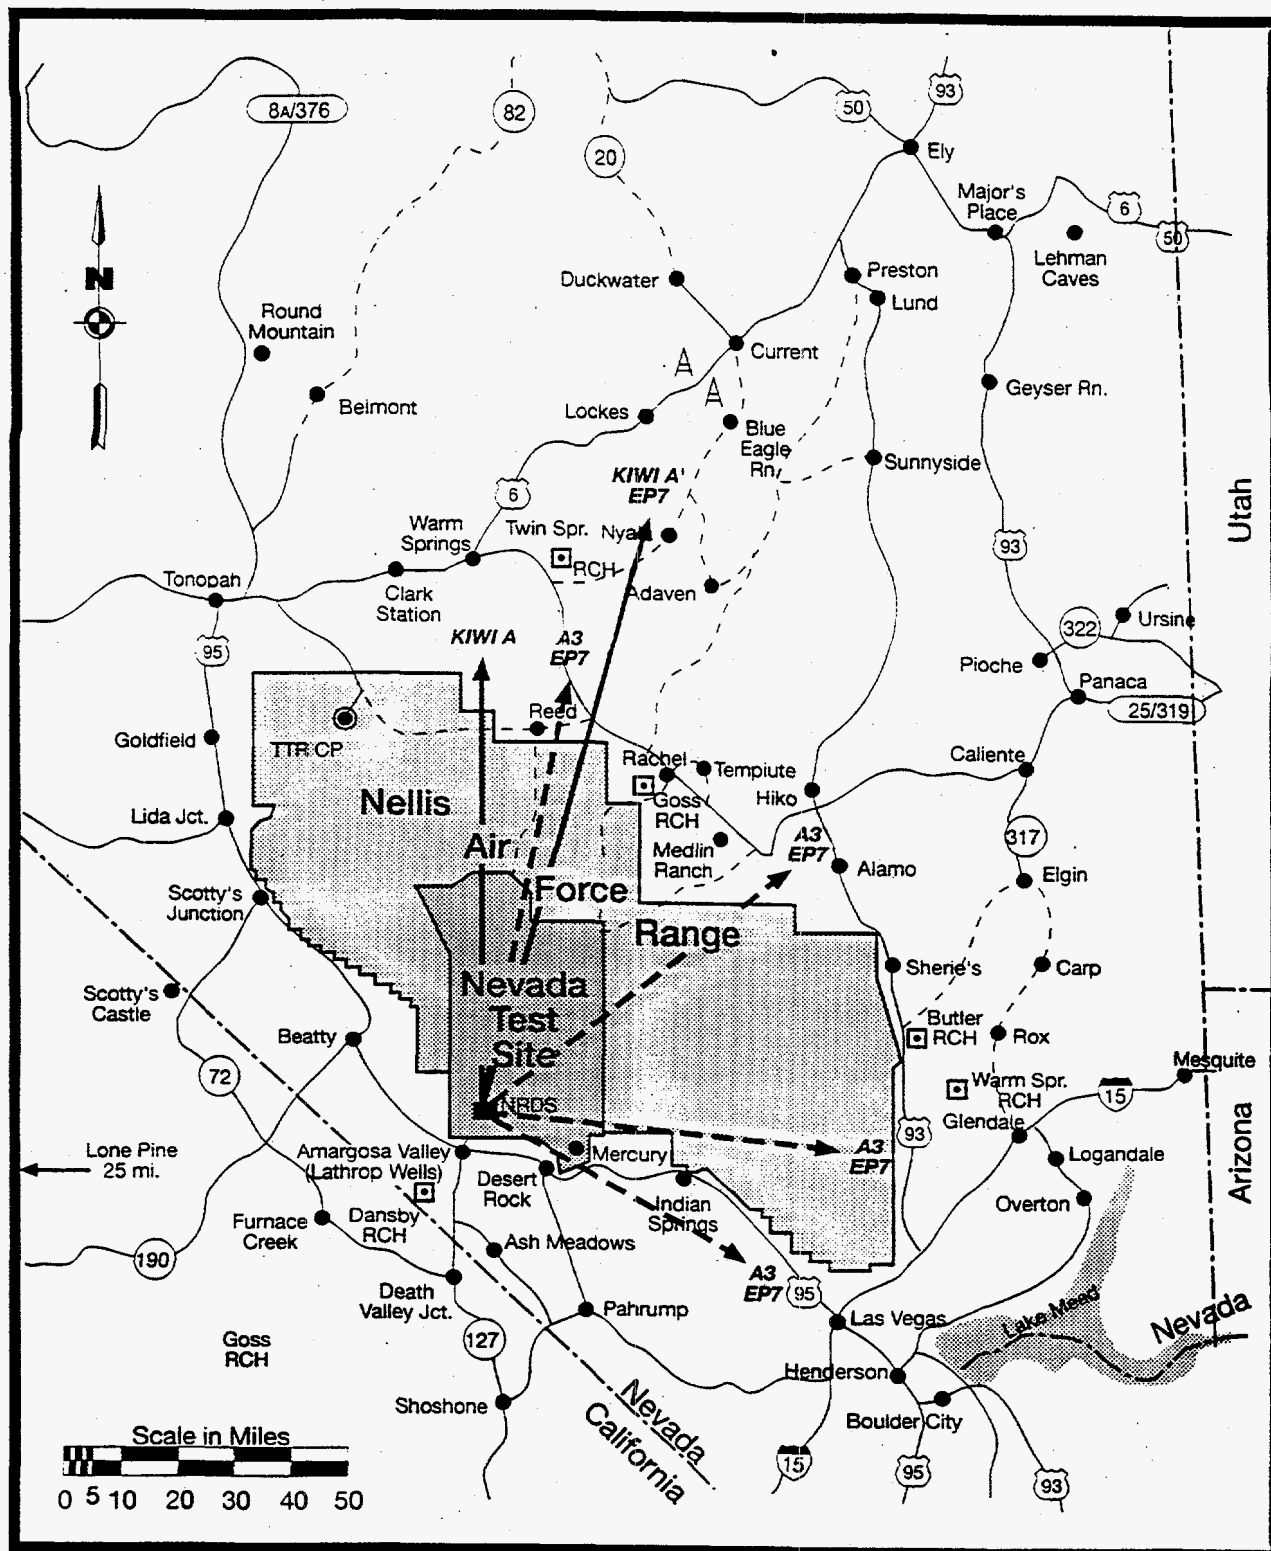 93
50
8A/376
82
20
Ely
Major's
Place
6
50
Lehman
Caves
N
Duckwater
Preston
Lund
Round
Mountain
Current
Belmont
Geyser Rn.
Lockes
Blue
Eagle
Rn.
Sunnyside
KIWI A'
EP7
6
Utah
Warm
Springs
Twin Spr.
RCH
Nyala
93
Tonopah
Clark
Station
Adaven
322
Ursine
95
KIWI A
A3
EP7
Pioche
Panaca
25/319
Reed
Goldfield
TTR CP
Rachel
Tempiute
Caliente
Goss
RCH
Hiko
Nellis
Lida Jct.
Air
Medlin
Ranch
A3
EP7
317
Alamo
Elgin
Scotty's
Junction
Force
Range
Sherie's
Carp
Scotty's
Castle
Nevada
Test
Site
Beatty
Butler
RCH
Rox
72
Mesquite
NRDS
Warm Spr.
RCH
15
Glendale
93
Lone Pine
25 mi.
Amargosa Valley
(Lathrop Wells)
Mercury
A3
EP7
Logandale
Arizona
Desert
Rock
Indian
Springs
Overton
Furnace
Creek
Dansby
RCH
190
Ash Meadows
Death
Valley Jct.
A3
EP7
95
Pahrump
Las Vegas
Lake Mead
Nevada
Goss
RCH
127
Henderson
Shoshone
Nevada
California
Boulder City
Scale in Miles
15
95
93
0 5 10 20 30 40 50